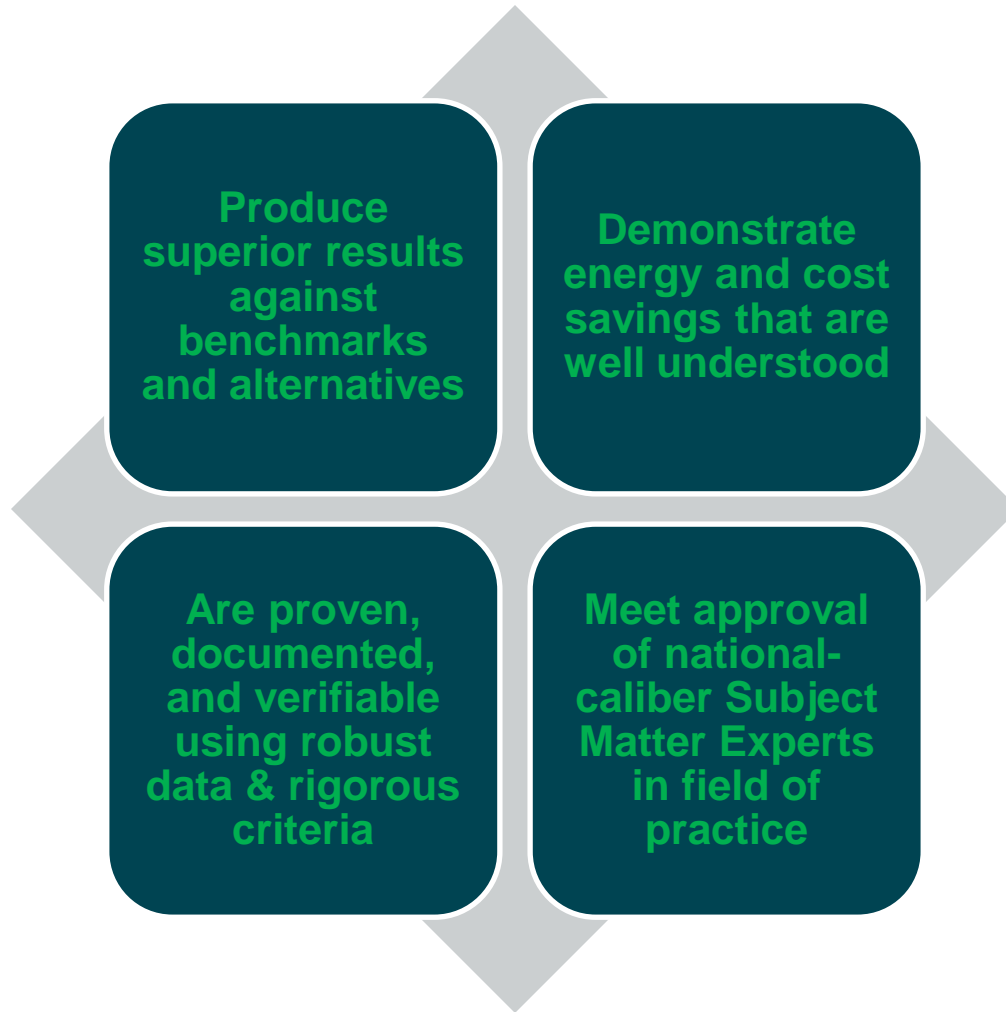 Produce
superior results
against
benchmarks
and alternatives
Demonstrate
energy and cost
savings that are
well understood
Are proven,
documented,
and verifiable
using robust
data & rigorous
criteria
Meet approval
of national-
caliber Subject
Matter Experts
in field of
practice